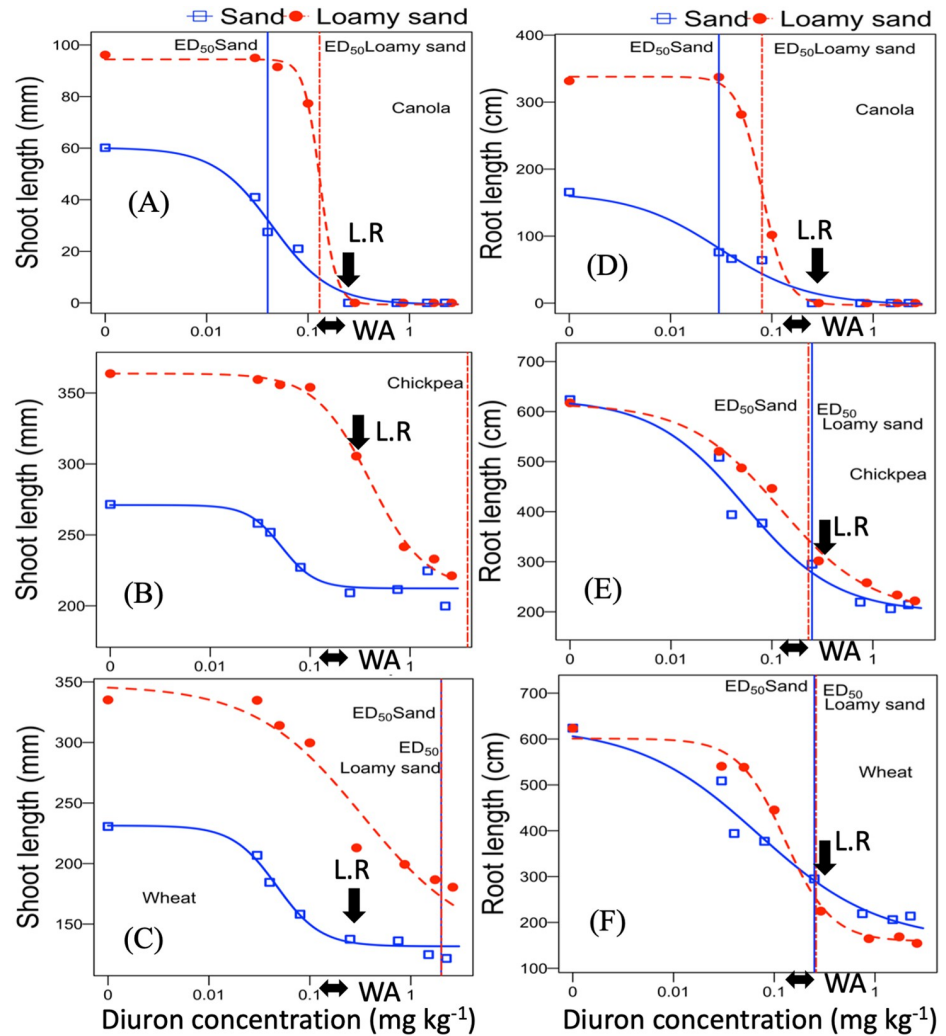 Sand Loamy sand
Shoot length (mm)
100
80
60
40
20
0
ED50Sand
ED50Loamy sand
Canola
(A)
L.R
0 0.01 0.1 1
WA
Root length (cm)
400
300
200
100
0
ED50Sand
ED50Loamy sand
Canola
(D)
L.R
0 0.01 0.1 1
WA
Shoot length (mm)
350
300
250
200
Chickpea
L.R
(B)
0 0.01 0.1 1
WA
Root length (cm)
700
600
500
400
300
200
ED50Sand
ED50
Loamy sand
Chickpea
L.R
(E)
0.1 1
WA
Shoot length (mm)
350
300
250
200
150
ED50Sand
ED50
Loamy sand
L.R
Wheat
(C)
0 0.01 0.1 1
WA
Diuron concentration (mg kg-1)
Root length (cm)
700
600
500
400
300
200
100
ED50Sand
ED50
Loamy sand
Wheat
L.R
(F)
0 0.01 0.1 1
WA
Diuron concentration (mg kg-1)